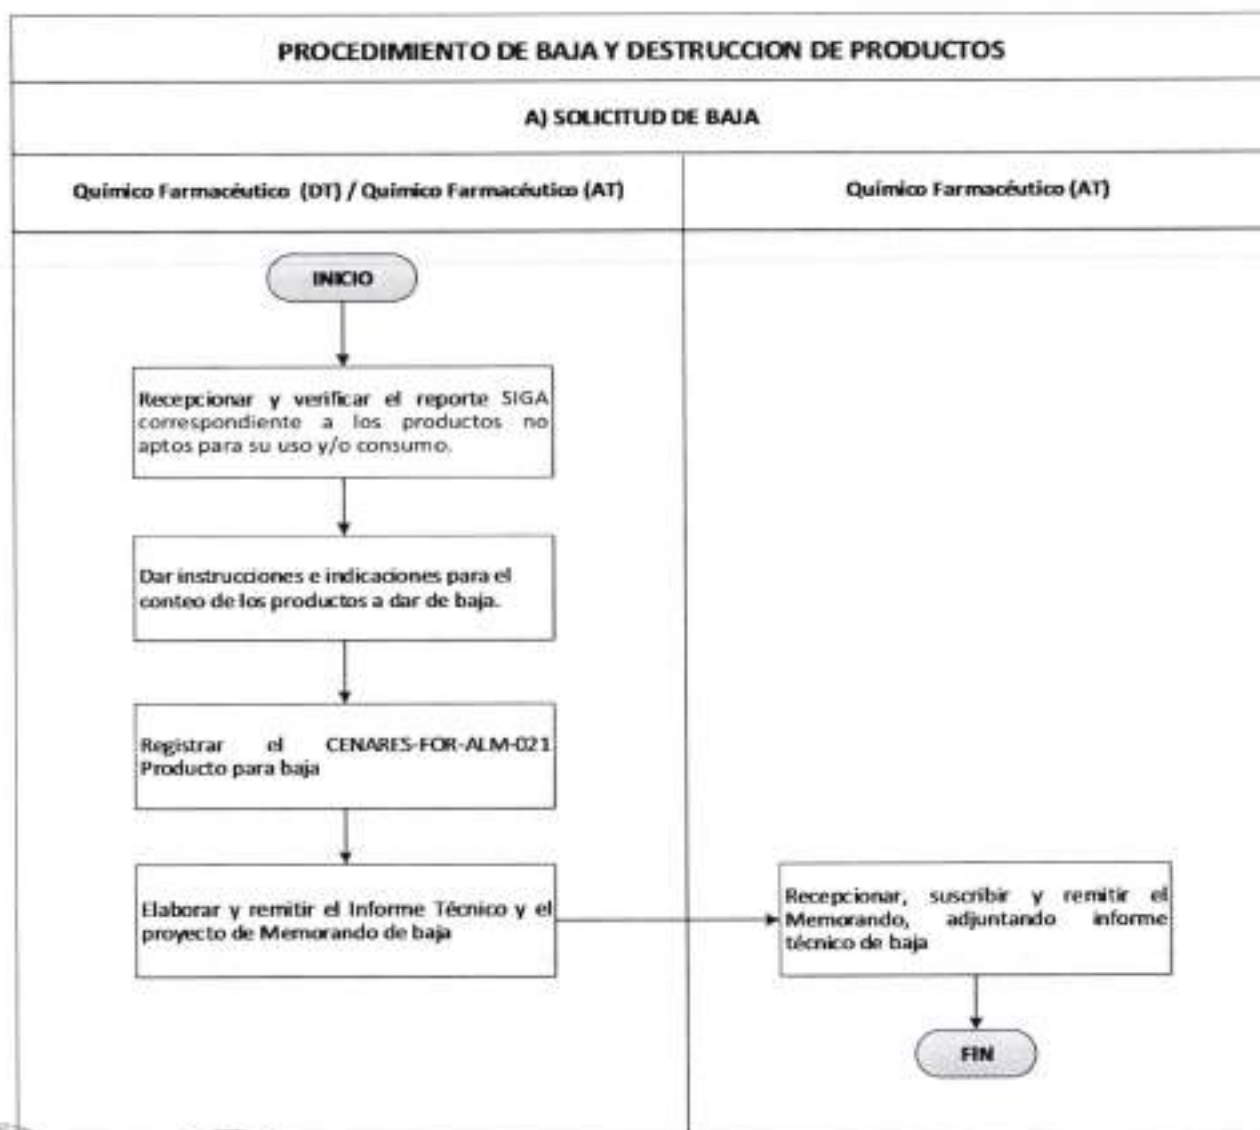 PROCEDIMIENTO DE BAJA Y DESTRUCCION DE PRODUCTOS
A) SOLICITUD DE BAJA
Químico Farmacéutico (DT) / Químico Farmacéutico (AT)
Químico Farmacéutico (AT)
INICIO
Recepcionar y verificar el reporte SIGA
correspondiente a los productos no
aptos para su uso y/o consumo.
Dar instrucciones e indicaciones para el
conteo de los productos a dar de baja.
Registrar el CENARES-FOR-ALM-021
Producto para baja
Elaborar y remitir el Informe Técnico y el
proyecto de Memorando de baja
Recepcionar, suscribir y remitir el
Memorando, adjuntando informe
técnico de baja
FIN